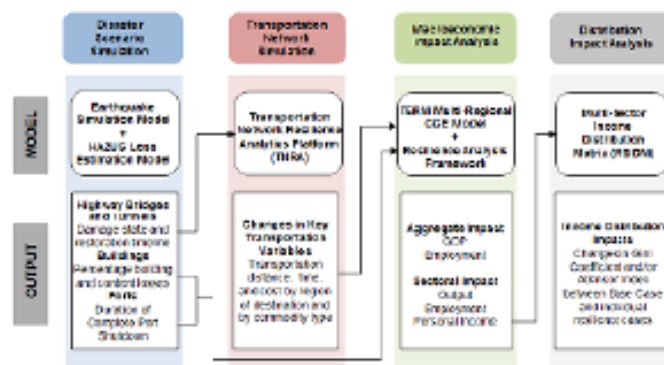 Disaster
Scenario
Simulation
Transportation
Network
Simulation
Macroeconomic
Impact Analysis
Distribution
Impact Analysis
MODEL
Earthquake
Simulation Model
+
HAZUS Loss
Estimation Model
Transportation
Network Resilience
Analytics Platform
(TNRA)
TERM Multi-Regional
CGE Model
+
Resilience Analysis
Framework
Multi-Sector
Income
Distribution
Matrix (MSIDM)
OUTPUT
Highway Bridges
and Tunnels
Damage state and
restoration timeline
Buildings
Percentage building
and content losses
Ports
Duration of
Complete Port
Shutdown
Changes in Key
Transportation
Variables
Transportation
distance, time,
and cost by region
of destination and
by commodity type
Aggregate Impact
GDP
Employment
Sectoral Impact
Output
Employment
Personal Income
Income Distribution
Impacts
Change in Gini
Coefficient and/or
Atkinson Index
between Base Case
and individual
resilience cases